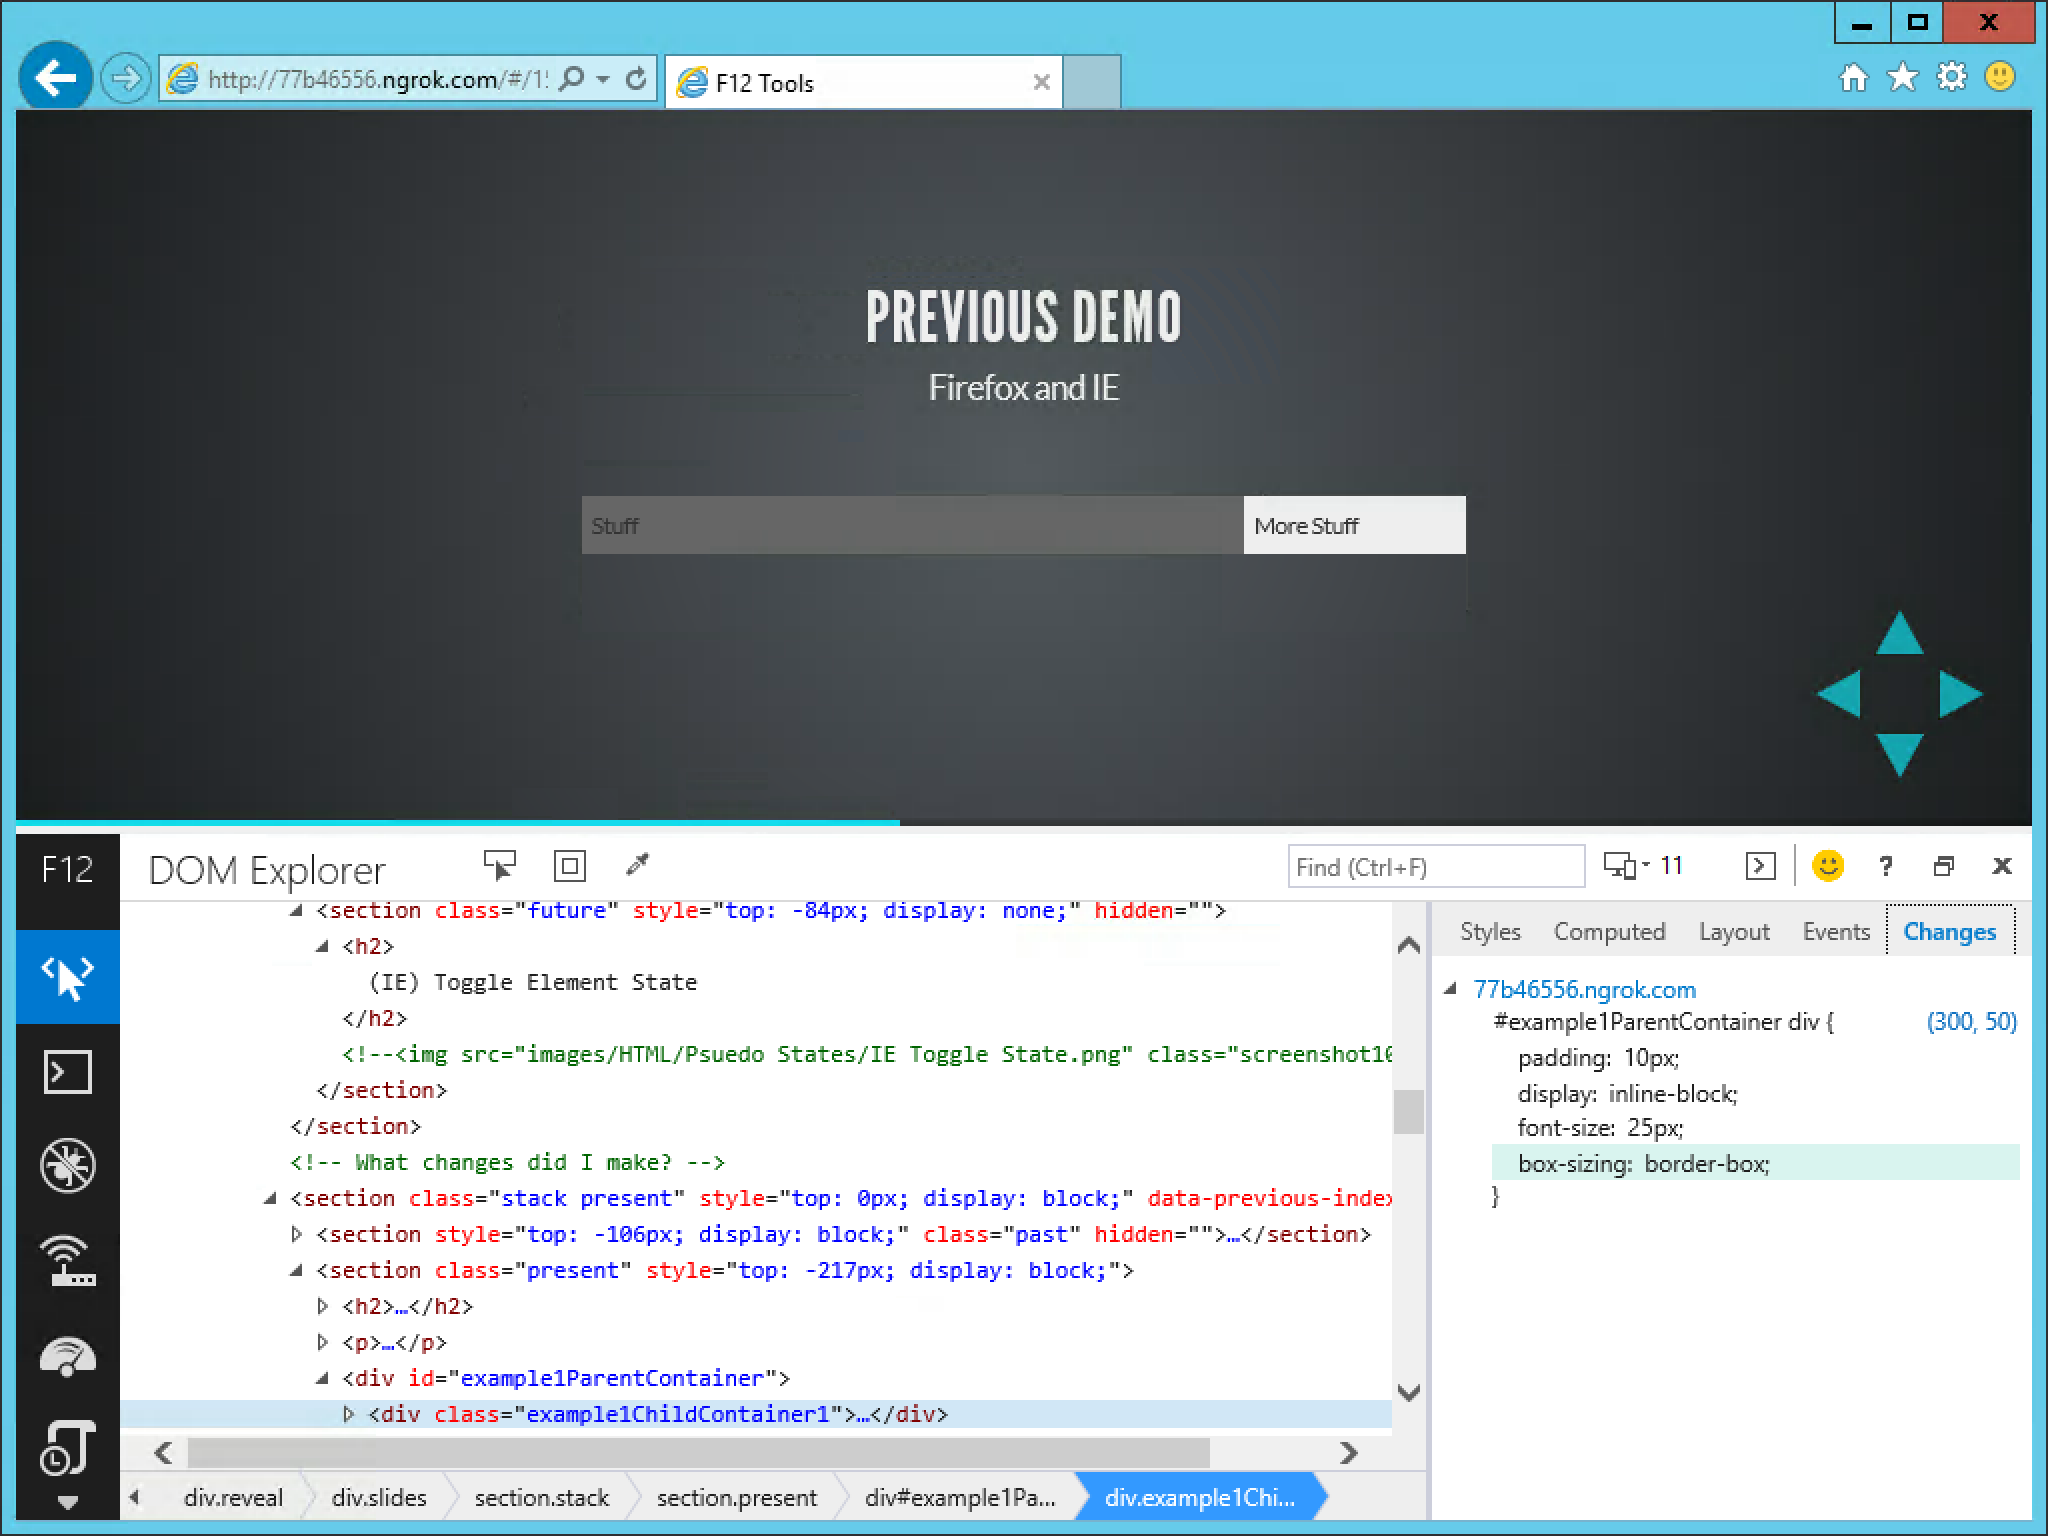 X
http://77b46556.ngrok.com/#/1
F12 Tools
PREVIOUS DEMO
Firefox and IE
Stuff
More Stuff
F12
DOM Explorer
Find (Ctrl+F)
11
?
<section class="future" style="top: -84px; display: none;" hidden="">
<h2>
(IE) Toggle Element State
</h2>
<!--<img src="images/HTML/Psuedo States/IE Toggle State.png" class="screenshot10
</section>
</section>
<!-- What changes did I make? -->
<section class="stack present" style="top: 0px; display: block;" data-previous-index
<section style="top: -106px; display: block;" class="past" hidden="">…</section>
<section class="present" style="top: -217px; display: block;">
<h2>…</h2>
<p>…</p>
<div id="example1ParentContainer">
<div class="example1ChildContainer1">…</div>
div.reveal
div.slides
section.stack
section.present
div#example1Pa...
div.example1Chi...
Styles
Computed
Layout
Events
Changes
77b46556.ngrok.com
#example1ParentContainer div {
(300, 50)
padding: 10px;
display: inline-block;
font-size: 25px;
box-sizing: border-box;
}